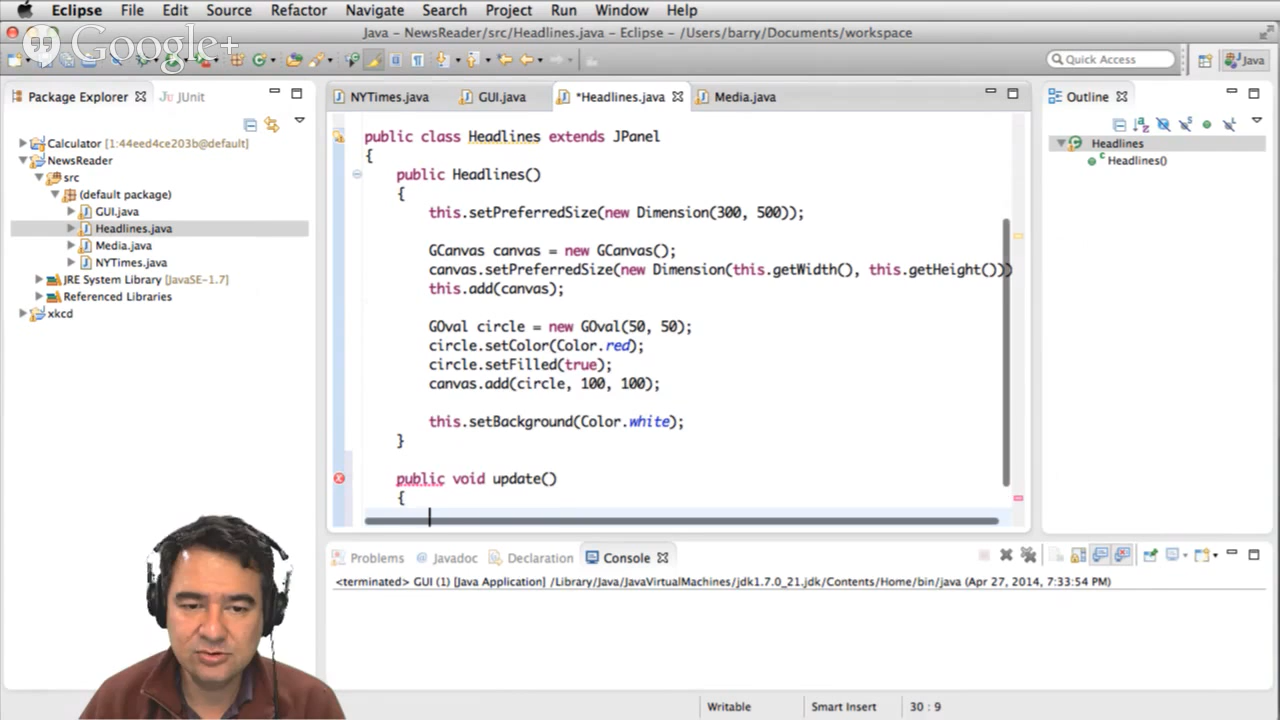 Eclipse File Edit Source Refactor Navigate Search Project Run Window Help
Java - NewsReader/src/Headlines.java - Eclipse - /Users/barry/Documents/workspace
Google+
Quick Access
Java
Package Explorer JUnit
Calculator [1:44eed4ce203b@default]
NewsReader
src
(default package)
GUI.java
Headlines.java
Media.java
NYTimes.java
JRE System Library [JavaSE-1.7]
Referenced Libraries
xkcd
NYTimes.java GUI.java *Headlines.java Media.java
public class Headlines extends JPanel
{
public Headlines()
{
this.setPreferredSize(new Dimension(300, 500));
GCanvas canvas = new GCanvas();
canvas.setPreferredSize(new Dimension(this.getWidth(), this.getHeight()))
this.add(canvas);
GOval circle = new GOval(50, 50);
circle.setColor(Color.red);
circle.setFilled(true);
canvas.add(circle, 100, 100);
this.setBackground(Color.white);
}
public void update()
{
Outline
Headlines
Headlines()
Problems @ Javadoc Declaration Console
<terminated> GUI (1) [Java Application] /Library/Java/JavaVirtualMachines/jdk1.7.0_21.jdk/Contents/Home/bin/java (Apr 27, 2014, 7:33:54 PM)
Writable Smart Insert 30 : 9